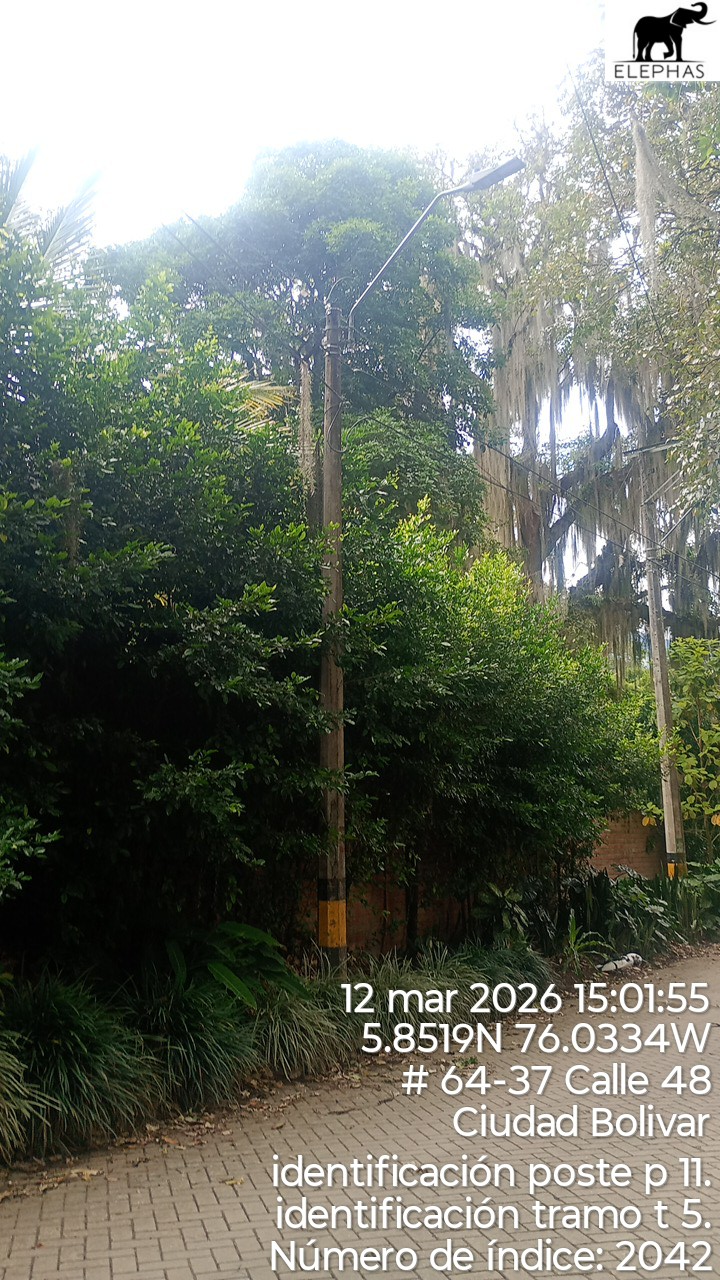 ELEPHAS
12 mar 2026 15:01:55
5.8519N 76.0334W
# 64-37 Calle 48
Ciudad Bolivar
identificación poste p 11.
identificación tramo t 5.
Número de índice: 2042